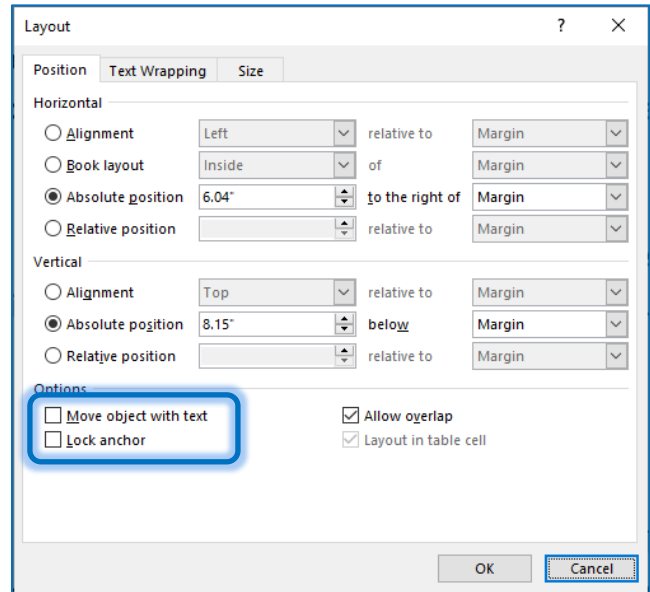 Layout ?
Position Text Wrapping Size
Horizontal
Alignment Left relative to Margin
Book layout Inside of Margin
Absolute position 6.04" to the right of Margin
Relative position relative to Margin
Vertical
Alignment Top relative to Margin
Absolute position 8.15" below Margin
Relative position relative to Margin
Options
Move object with text Allow overlap
Lock anchor Layout in table cell
OK Cancel